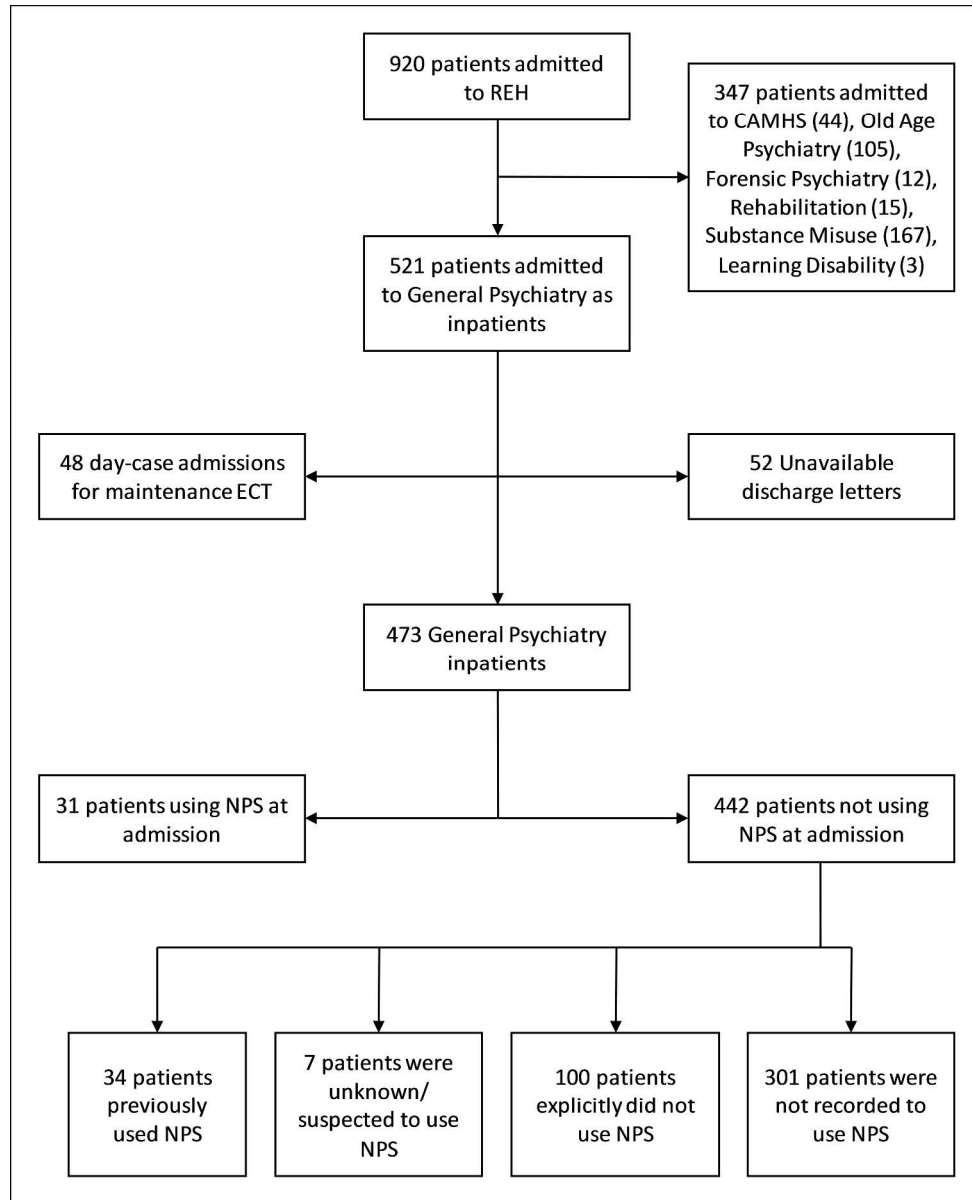 920 patients admitted
to REH
347 patients admitted
to CAMHS (44), Old Age
Psychiatry (105),
Forensic Psychiatry (12),
Rehabilitation (15),
Substance Misuse (167),
Learning Disability (3)
521 patients admitted
to General Psychiatry as
inpatients
48 day-case admissions
for maintenance ECT
52 Unavailable
discharge letters
473 General Psychiatry
inpatients
31 patients using NPS at
admission
442 patients not using
NPS at admission
34 patients
previously used NPS
7 patients were
unknown/
suspected to use
NPS
100 patients
explicitly did not
use NPS
301 patients were
not recorded to
use NPS